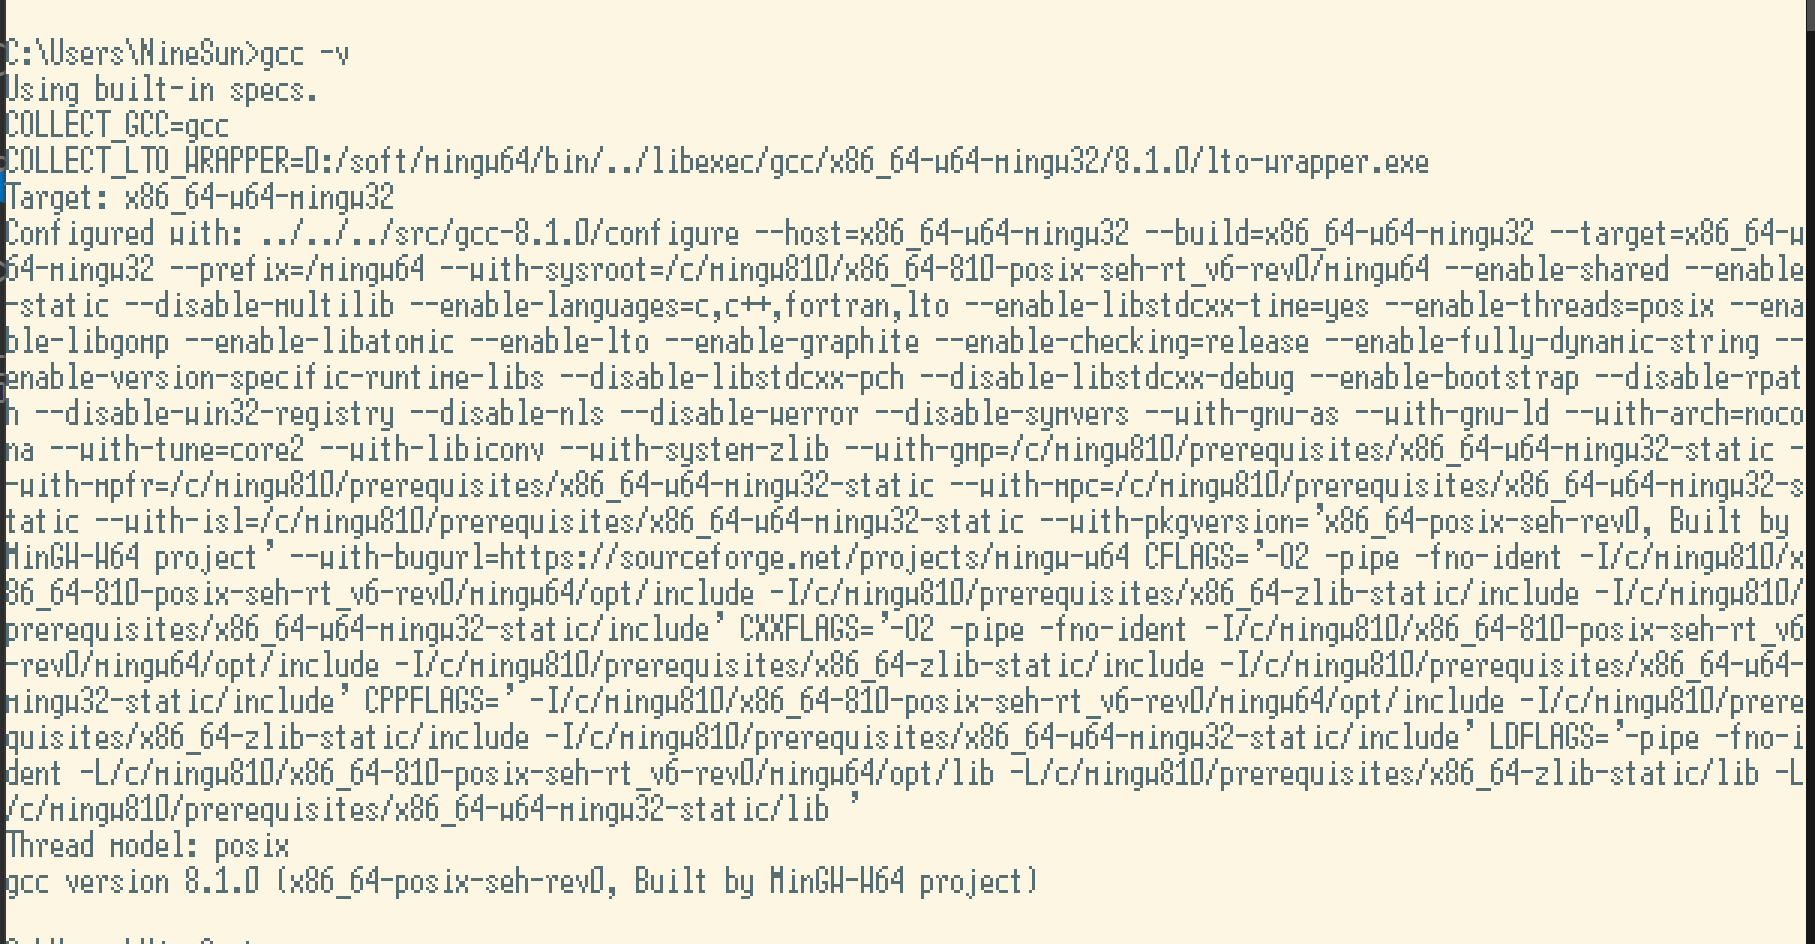 C:\Users\NineSun>gcc -v
Using built-in specs.
COLLECT_GCC=gcc
COLLECT_LTO_WRAPPER=D:/soft/mingw64/bin/../libexec/gcc/x86_64-w64-mingw32/8.1.0/lto-wrapper.exe
Target: x86_64-w64-mingw32
Configured with: ../../../src/gcc-8.1.0/configure --host=x86_64-w64-mingw32 --build=x86_64-w64-mingw32 --target=x86_64-w
64-mingw32 --prefix=/mingw64 --with-sysroot=/c/mingw810/x86_64-810-posix-seh-rt_v6-rev0/mingw64 --enable-shared --enable
-static --disable-multilib --enable-languages=c,c++,fortran,lto --enable-libstdcxx-time=yes --enable-threads=posix --ena
ble-libgomp --enable-libatomic --enable-lto --enable-graphite --enable-checking=release --enable-fully-dynamic-string --
enable-version-specific-runtime-libs --disable-libstdcxx-pch --disable-libstdcxx-debug --enable-bootstrap --disable-rpat
h --disable-win32-registry --disable-nls --disable-werror --disable-symvers --with-gnu-as --with-gnu-ld --with-arch=noco
na --with-tune=core2 --with-libiconv --with-system-zlib --with-gmp=/c/mingw810/prerequisites/x86_64-w64-mingw32-static -
-with-mpfr=/c/mingw810/prerequisites/x86_64-w64-mingw32-static --with-mpc=/c/mingw810/prerequisites/x86_64-w64-mingw32-s
tatic --with-isl=/c/mingw810/prerequisites/x86_64-w64-mingw32-static --with-pkgversion='x86_64-posix-seh-rev0, Built by
MinGW-W64 project' --with-bugurl=https://sourceforge.net/projects/mingw-w64 CFLAGS='-O2 -pipe -fno-ident -I/c/mingw810/x
86_64-810-posix-seh-rt_v6-rev0/mingw64/opt/include -I/c/mingw810/prerequisites/x86_64-zlib-static/include -I/c/mingw810/
prerequisites/x86_64-w64-mingw32-static/include' CXXFLAGS='-O2 -pipe -fno-ident -I/c/mingw810/x86_64-810-posix-seh-rt_v6
-rev0/mingw64/opt/include -I/c/mingw810/prerequisites/x86_64-zlib-static/include -I/c/mingw810/prerequisites/x86_64-w64-
mingw32-static/include' CPPFLAGS=' -I/c/mingw810/x86_64-810-posix-seh-rt_v6-rev0/mingw64/opt/include -I/c/mingw810/prere
quisites/x86_64-zlib-static/include -I/c/mingw810/prerequisites/x86_64-w64-mingw32-static/include' LDFLAGS='-pipe -fno-i
dent -L/c/mingw810/x86_64-810-posix-seh-rt_v6-rev0/mingw64/opt/lib -L/c/mingw810/prerequisites/x86_64-zlib-static/lib -L
/c/mingw810/prerequisites/x86_64-w64-mingw32-static/lib '
Thread model: posix
gcc version 8.1.0 (x86_64-posix-seh-rev0, Built by MinGW-W64 project)